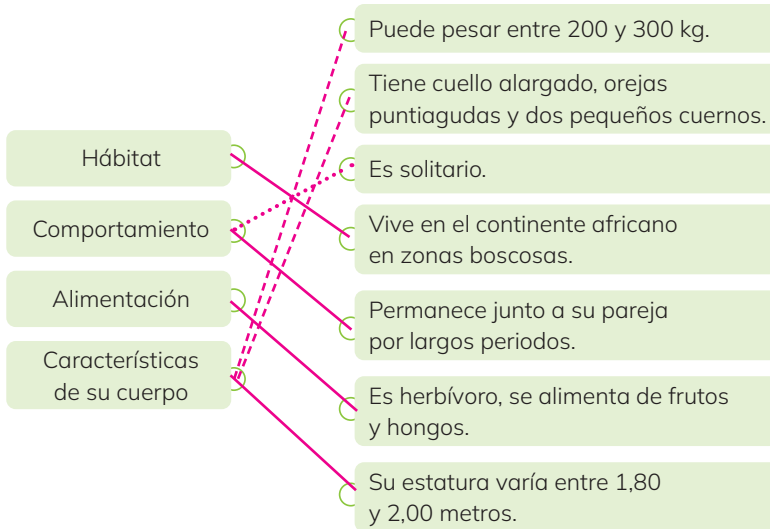 Hábitat
Comportamiento
Alimentación
Características
de su cuerpo
Puede pesar entre 200 y 300 kg.
Tiene cuello alargado, orejas
puntiagudas y dos pequeños cuernos.
Es solitario.
Vive en el continente africano
en zonas boscosas.
Permanece junto a su pareja
por largos periodos.
Es herbívoro, se alimenta de frutos
y hongos.
Su estatura varía entre 1,80
y 2,00 metros.